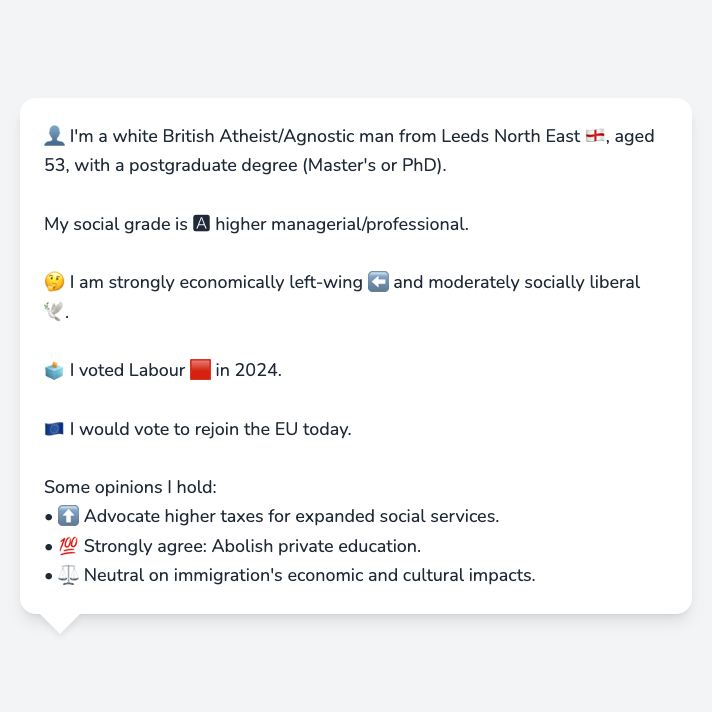 👤 I'm a white British Atheist/Agnostic man from Leeds North East 🏴󠁧󠁢󠁥󠁮󠁧󠁿, aged
53, with a postgraduate degree (Master's or PhD).
My social grade is 🅰 higher managerial/professional.
🤔 I am strongly economically left-wing ⬅️ and moderately socially liberal
🕊️.
🗳️ I voted Labour 🟥 in 2024.
🇪🇺 I would vote to rejoin the EU today.
Some opinions I hold:
• ⬆️ Advocate higher taxes for expanded social services.
• 💯 Strongly agree: Abolish private education.
• ⚖️ Neutral on immigration's economic and cultural impacts.